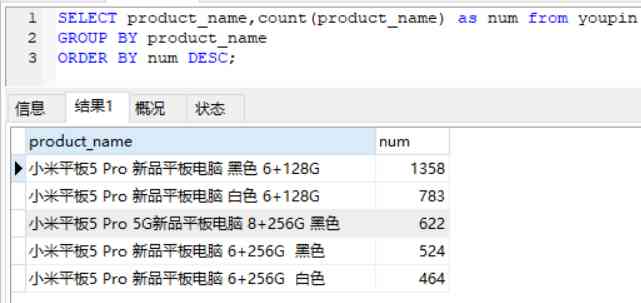 1 SELECT product_name,count(product_name) as num from youpin
2 GROUP BY product_name
3 ORDER BY num DESC;
信息 结果1 概况 状态
product_name num
小米平板5 Pro 新品平板电脑 黑色 6+128G 1358
小米平板5 Pro 新品平板电脑 白色 6+128G 783
小米平板5 Pro 5G新品平板电脑 8+256G 黑色 622
小米平板5 Pro 新品平板电脑 6+256G  黑色 524
小米平板5 Pro 新品平板电脑 6+256G  白色 464